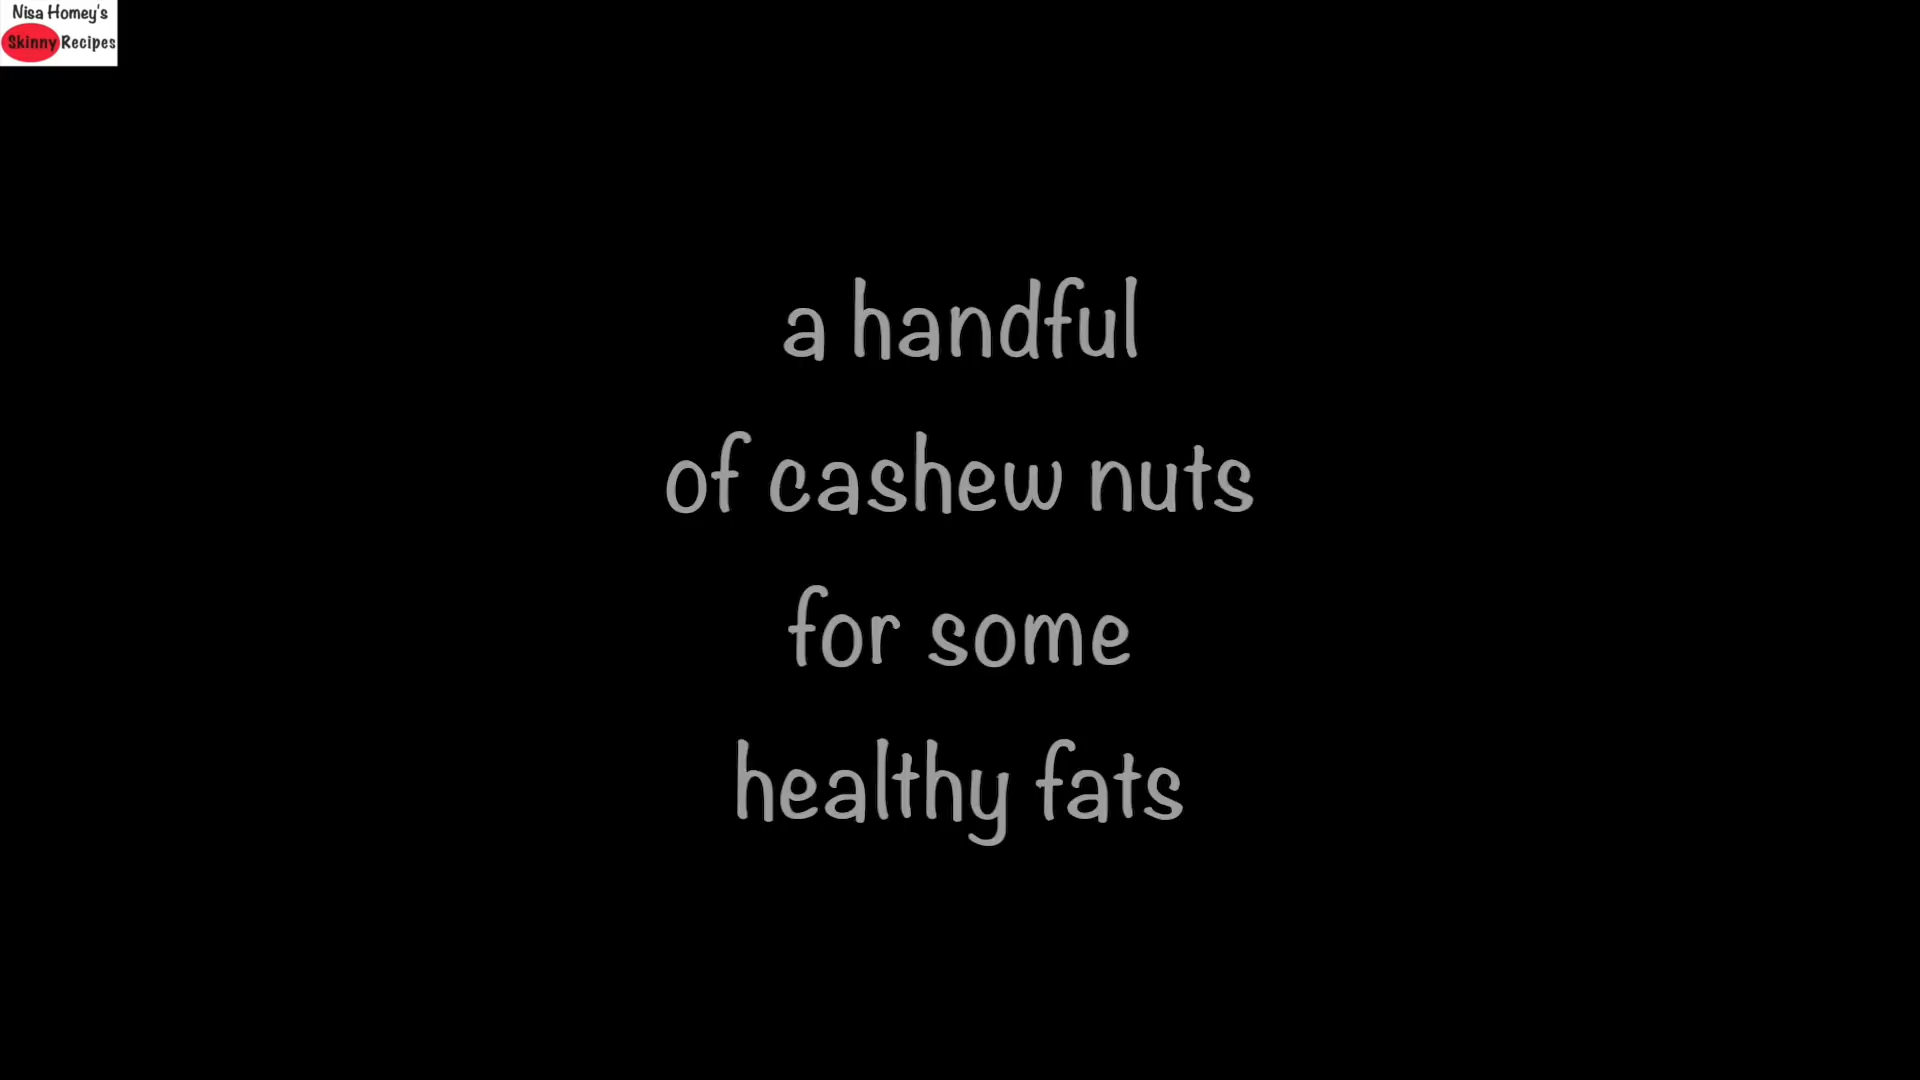 Nisa Homey's
Skinny Recipes
a handful
of cashew nuts
for some
healthy fats